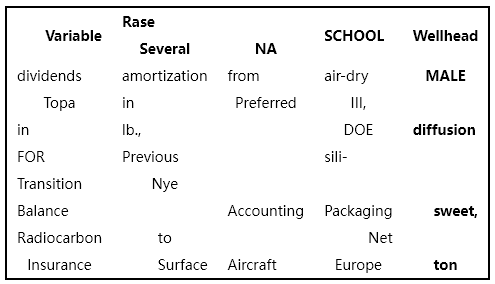 Variable Rase Several NA SCHOOL Wellhead
dividends amortization from air-dry MALE
Topa in Preferred III,
in lb., DOE diffusion
FOR Previous sili-
Transition Nye
Balance Accounting Packaging sweet,
Radiocarbon to Net
Insurance Surface Aircraft Europe ton